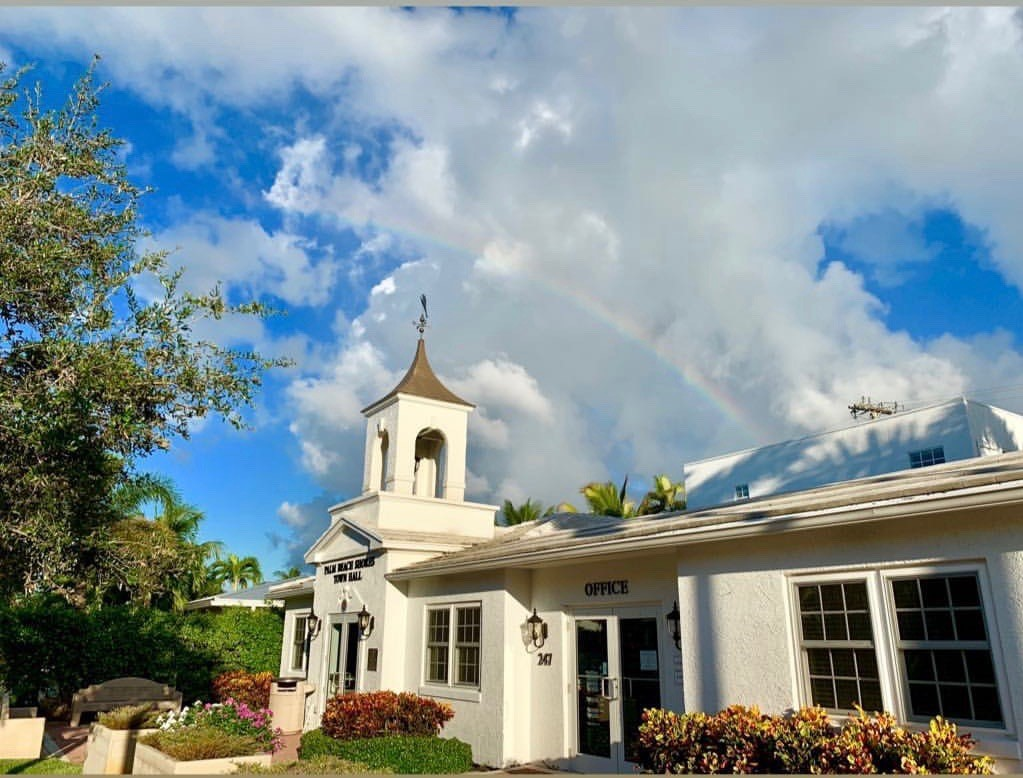 PALM BEACH SHORES
TOWN HALL
OFFICE
247